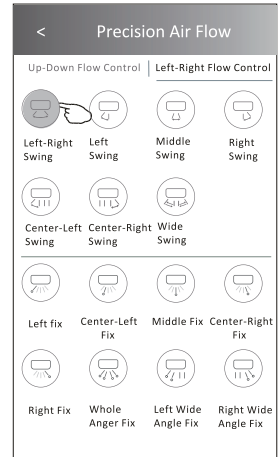 < Precision Air Flow
Up-Down Flow Control | Left-Right Flow Control
Left-Right Swing
Left Swing
Middle Swing
Right Swing
Center-Left Swing
Center-Right Swing
Wide Swing
Left fix
Center-Left Fix
Middle Fix
Center-Right Fix
Right Fix
Whole Anger Fix
Left Wide Angle Fix
Right Wide Angle Fix